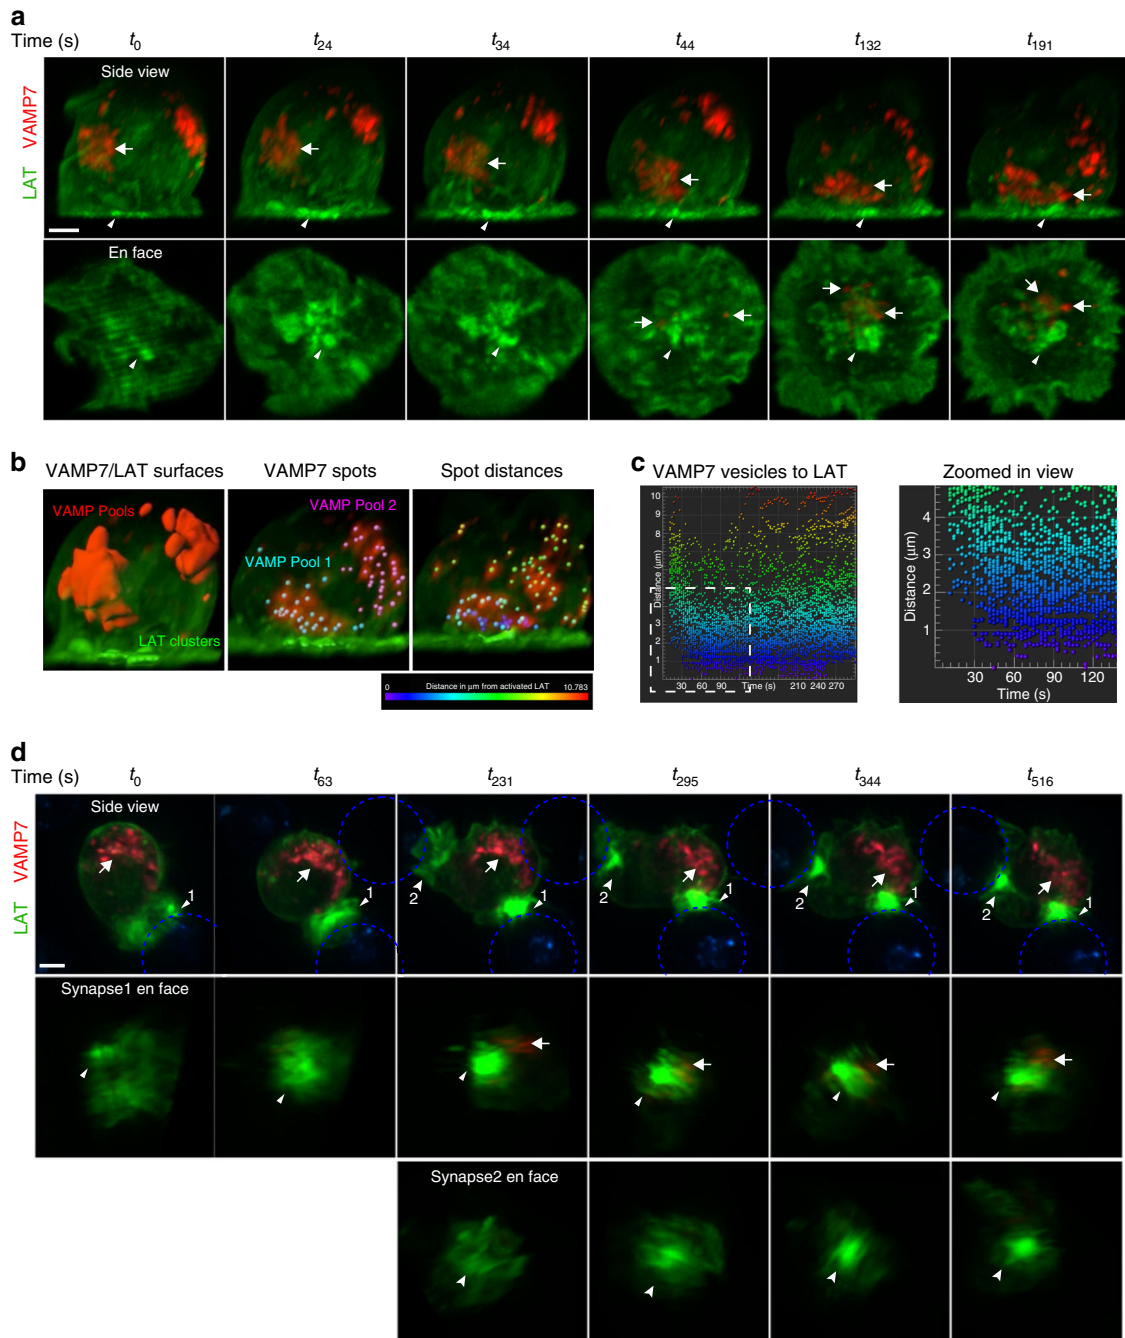 a
Time (s) t0 t24 t34 t44 t132 t191
LAT VAMP7
Side view
En face
b
VAMP7/LAT surfaces VAMP7 spots Spot distances
VAMP Pools
LAT clusters
VAMP Pool 2
VAMP Pool 1
0 Distance in μm from activated LAT 10.783
c
VAMP7 vesicles to LAT
Distance (μm)
10
8
4
3
2
1
30 60 90 Time (s) 210 240 270
Zoomed in view
Distance (μm)
4
3
2
1
30 60 90 120
Time (s)
d
Time (s) t0 t63 t231 t295 t344 t516
LAT VAMP7
Side view
1 1 1 1 1 1
2 2 2 2
Synapse1 en face
Synapse2 en face